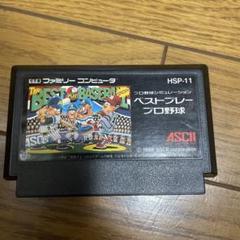 ファミリーコンピュータ
HSP-11
THE BEST PLAY BASEBALL
プロ野球シミュレーション
ベストプレー
プロ野球
ASCII